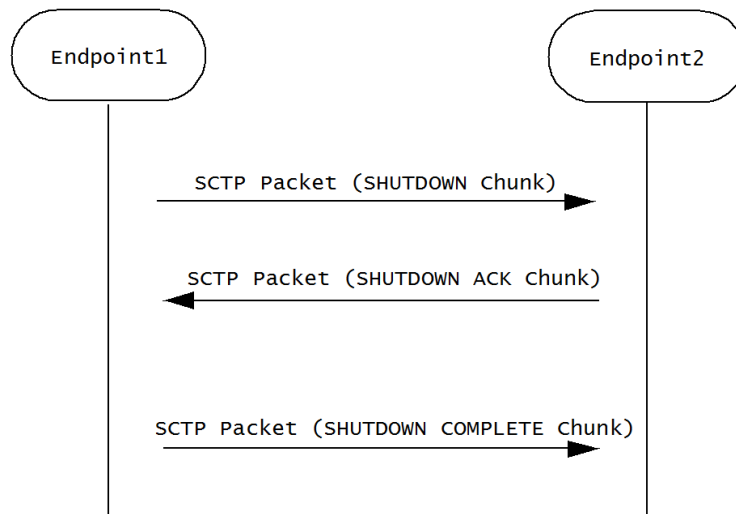 Endpoint1
Endpoint2
SCTP Packet (SHUTDOWN Chunk)
SCTP Packet (SHUTDOWN ACK Chunk)
SCTP Packet (SHUTDOWN COMPLETE Chunk)